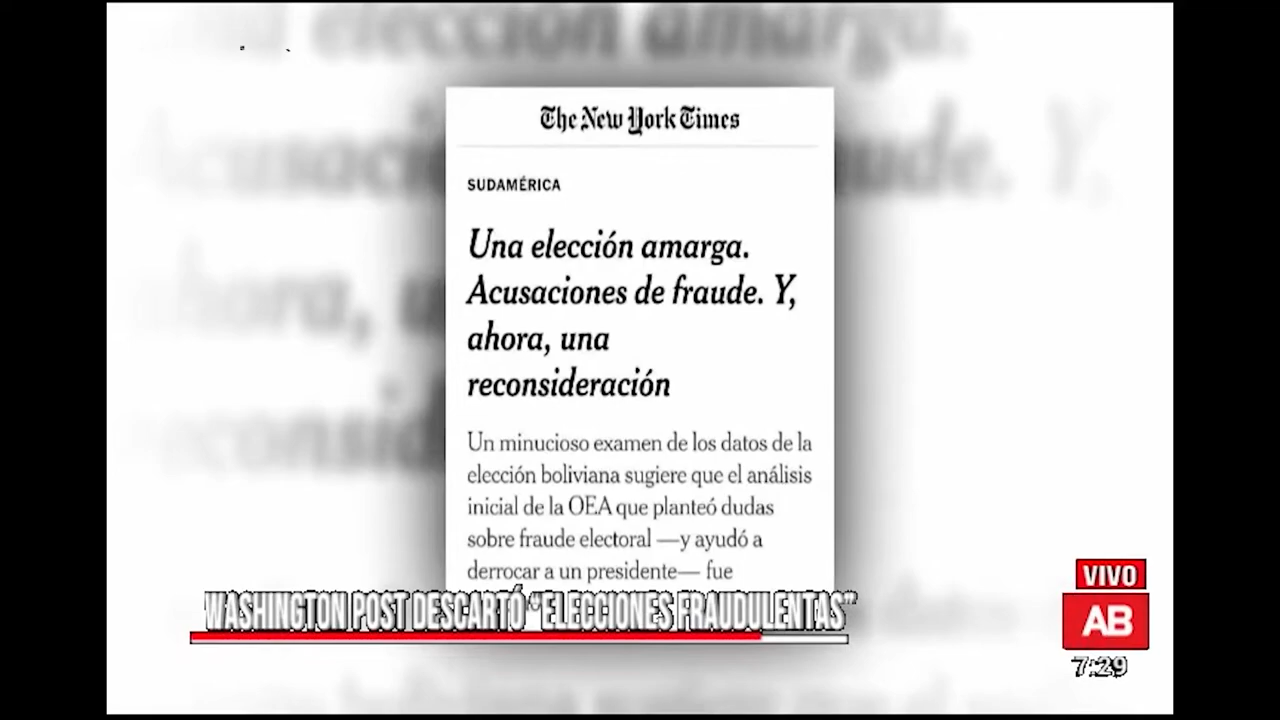 The New York Times
SUDAMÉRICA
Una elección amarga.
Acusaciones de fraude. Y,
ahora, una
reconsideración
Un minucioso examen de los datos de la
elección boliviana sugiere que el análisis
inicial de la OEA que planteó dudas
sobre fraude electoral —y ayudó a
derrocar a un presidente— fue
WASHINGTON POST DESCARTÓ "ELECCIONES FRAUDULENTAS"
VIVO
AB
7:29